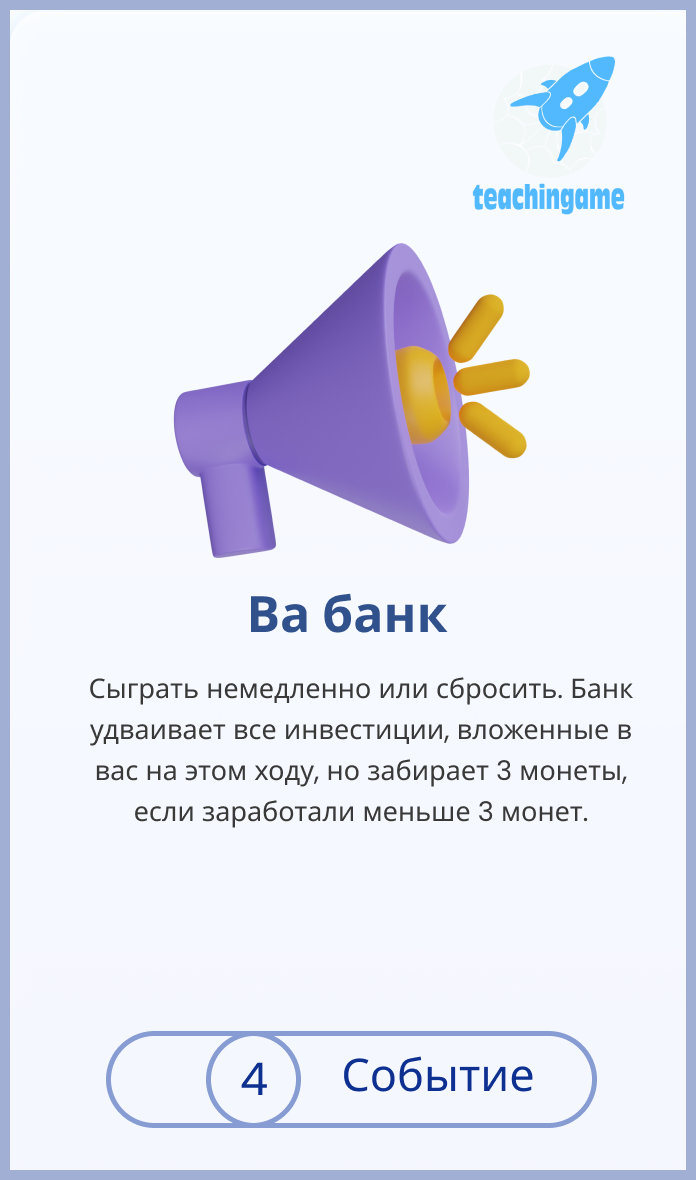 teachingame
Ва банк
Сыграть немедленно или сбросить. Банк
удваивает все инвестиции, вложенные в
вас на этом ходу, но забирает 3 монеты,
если заработали меньше 3 монет.
4 Событие